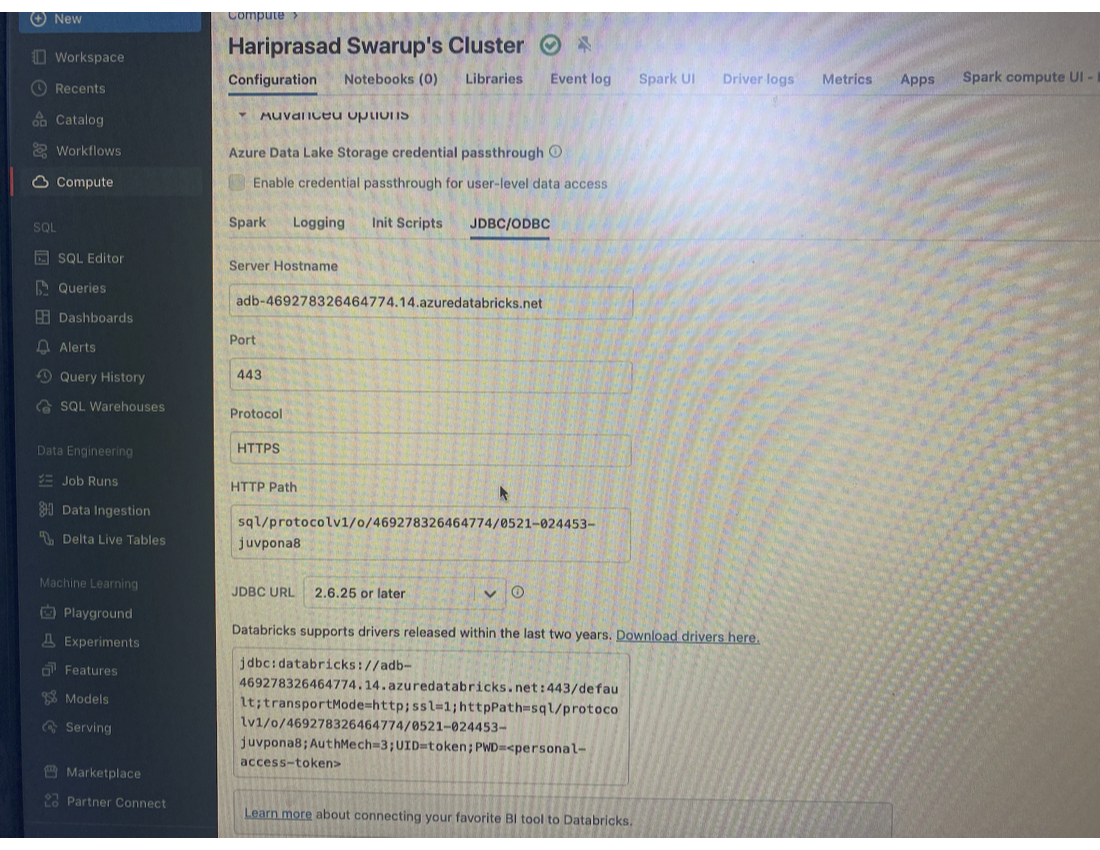 New
Workspace
Recents
Catalog
Workflows
Compute
SQL
SQL Editor
Queries
Dashboards
Alerts
Query History
SQL Warehouses
Data Engineering
Job Runs
Data Ingestion
Delta Live Tables
Machine Learning
Playground
Experiments
Features
Models
Serving
Marketplace
Partner Connect
Compute >
Hariprasad Swarup's Cluster
Configuration Notebooks (0) Libraries Event log Spark UI Driver logs Metrics Apps Spark compute UI -
Advanced options
Azure Data Lake Storage credential passthrough
Enable credential passthrough for user-level data access
Spark Logging Init Scripts JDBC/ODBC
Server Hostname
adb-469278326464774.14.azuredatabricks.net
Port
443
Protocol
HTTPS
HTTP Path
sql/protocolv1/o/469278326464774/0521-024453-
juvpona8
JDBC URL 2.6.25 or later
Databricks supports drivers released within the last two years. Download drivers here.
jdbc:databricks://adb-
469278326464774.14.azuredatabricks.net:443/defau
lt;transportMode=http;ssl=1;httpPath=sql/protoco
lv1/o/469278326464774/0521-024453-
juvpona8;AuthMech=3;UID=token;PWD=<personal-
access-token>
Learn more about connecting your favorite BI tool to Databricks.